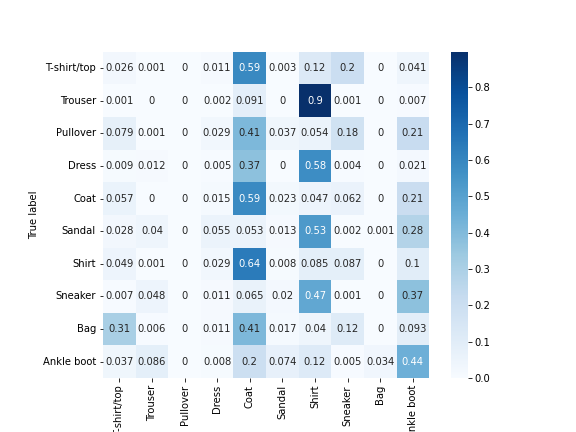 T-shirt/top 0.026 0.001 0 0.011 0.59 0.003 0.12 0.2 0 0.041
Trouser 0.001 0 0 0.002 0.091 0 0.9 0.001 0 0.007
Pullover 0.079 0.001 0 0.029 0.41 0.037 0.054 0.18 0 0.21
Dress 0.009 0.012 0 0.005 0.37 0 0.58 0.004 0 0.021
Coat 0.057 0 0 0.015 0.59 0.023 0.047 0.062 0 0.21
Sandal 0.028 0.04 0 0.055 0.053 0.013 0.53 0.002 0.001 0.28
Shirt 0.049 0.001 0 0.029 0.64 0.008 0.085 0.087 0 0.1
Sneaker 0.007 0.048 0 0.011 0.065 0.02 0.47 0.001 0 0.37
Bag 0.31 0.006 0 0.011 0.41 0.017 0.04 0.12 0 0.093
Ankle boot 0.037 0.086 0 0.008 0.2 0.074 0.12 0.005 0.034 0.44
True label
-shirt/top
Trouser
Pullover
Dress
Coat
Sandal
Shirt
Sneaker
Bag
nkle boot
0.8
0.7
0.6
0.5
0.4
0.3
0.2
0.1
0.0